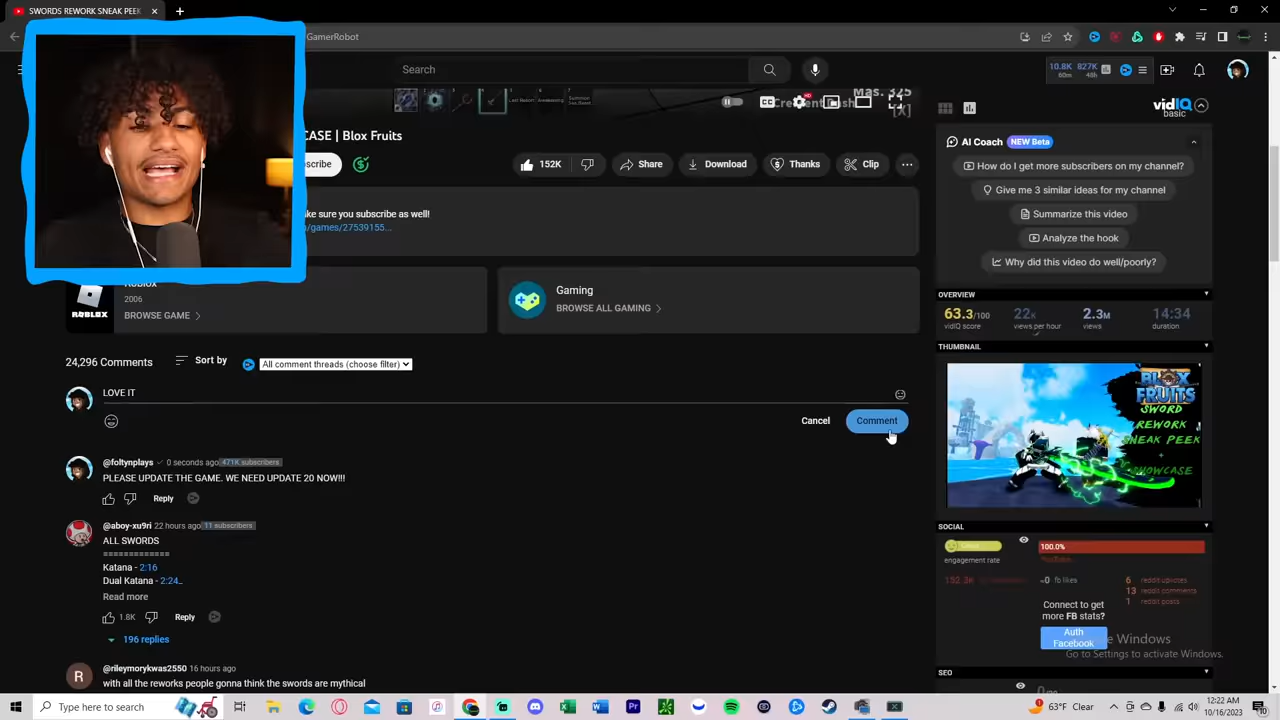 SWORDS REWORK SNEAK PEEK
GamerRobot
Search
10.8K 827K
60m 48h
CASE | Blox Fruits
scribe
152K
Share
Download
Thanks
Clip
ke sure you subscribe as well!
/games/27539155...
2006
BROWSE GAME
ROBLOX
Gaming
BROWSE ALL GAMING
24,296 Comments
Sort by
All comment threads (choose filter)
LOVE IT
Cancel
Comment
@foltynplays 0 seconds ago 471K subscribers
PLEASE UPDATE THE GAME. WE NEED UPDATE 20 NOW!!!
Reply
@aboy-xu9ri 22 hours ago 11 subscribers
ALL SWORDS
=============
Katana - 2:16
Dual Katana - 2:24
Read more
1.8K
Reply
196 replies
R
@rileymorykwas2550 16 hours ago
with all the reworks people gonna think the swords are mythical
vidIQ
basic
AI Coach NEW Beta
How do I get more subscribers on my channel?
Give me 3 similar ideas for my channel
Summarize this video
Analyze the hook
Why did this video do well/poorly?
OVERVIEW
63.3/100 22K 2.3M 14:34
vidIQ score views per hour views duration
THUMBNAIL
BLOX
FRUITS
SWORD
REWORK
SNEAK PEEK
+
SHOWCASE
SOCIAL
100.0%
engagement rate
152.3K
0 fb likes
6 reddit upvotes
13 reddit comments
1 reddit posts
Connect to get
more FB stats?
Auth
Facebook
e Windows
Go to Settings to activate Windows.
SEO
Type here to search
63°F Clear
12:22 AM
10/16/2023